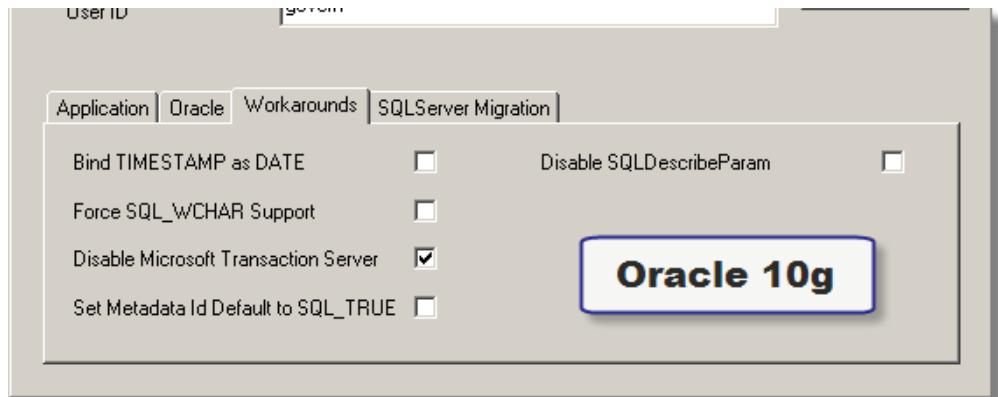 User ID govern
Application Oracle Workarounds SQLServer Migration
Bind TIMESTAMP as DATE Disable SQLDescribeParam
Force SQL_WCHAR Support
Disable Microsoft Transaction Server
Oracle 10g
Set Metadata Id Default to SQL_TRUE